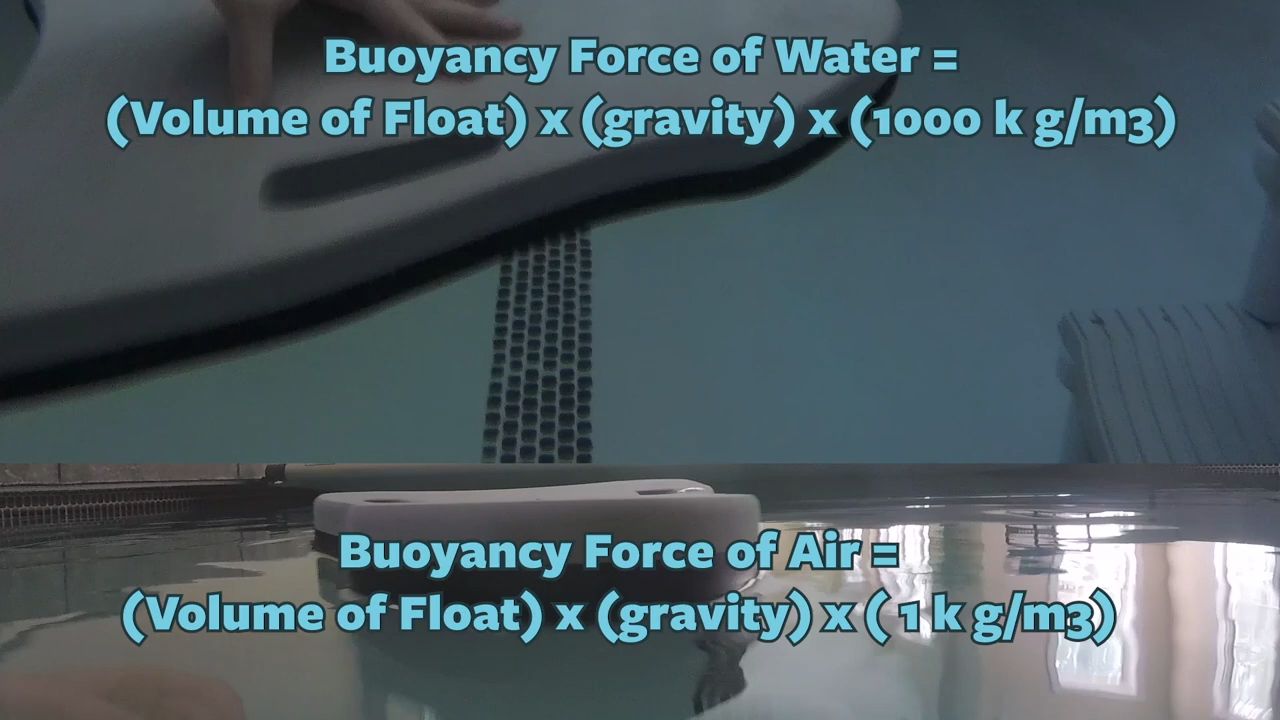 Buoyancy Force of Water =
(Volume of Float) x (gravity) x (1000 k g/m3)
Buoyancy Force of Air =
(Volume of Float) x (gravity) x ( 1 k g/m3)